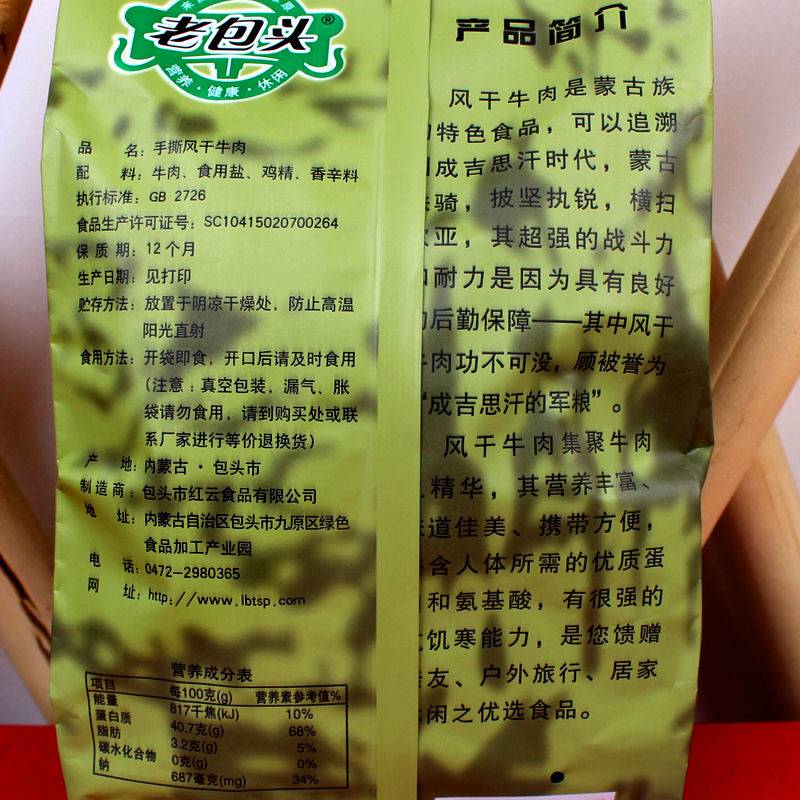 老包头®
营养·健康·休闲
品 名：手撕风干牛肉
配 料：牛肉、食用盐、鸡精、香辛料
执行标准：GB 2726
食品生产许可证号：SC10415020700264
保质期：12个月
生产日期：见打印
贮存方法：放置于阴凉干燥处，防止高温
阳光直射
食用方法：开袋即食，开口后请及时食用
（注意：真空包装，漏气、胀
袋请勿食用，请到购买处或联
系厂家进行等价退换货）
产 地：内蒙古·包头市
制造商：包头市红云食品有限公司
地 址：内蒙古自治区包头市九原区绿色
食品加工产业园
电 话：0472-2980365
网 址：http://www.lbtsp.com
营养成分表
项目 每100克(g) 营养素参考值%
能量 817千焦(kJ) 10%
蛋白质 40.7克(g) 68%
脂肪 3.2克(g) 5%
碳水化合物 0克(g) 0%
钠 687毫克(mg) 34%
产品简介
风干牛肉是蒙古族
特色食品，可以追溯
成吉思汗时代，蒙古
骑，披坚执锐，横扫
亚，其超强的战斗力
和耐力是因为具有良好
的后勤保障——其中风干
牛肉功不可没，顾被誉为
“成吉思汗的军粮”。
风干牛肉集聚牛肉
精华，其营养丰富、
味道佳美、携带方便，
含人体所需的优质蛋
和氨基酸，有很强的
饥寒能力，是您馈赠
友、户外旅行、居家
闲之优选食品。